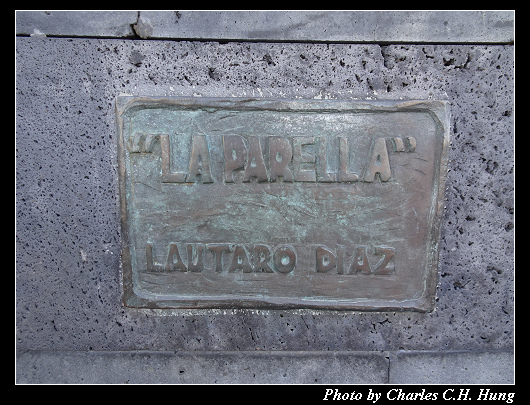 "LA PARELLA"
LAUTARO DIAZ
Photo by Charles C.H. Hung